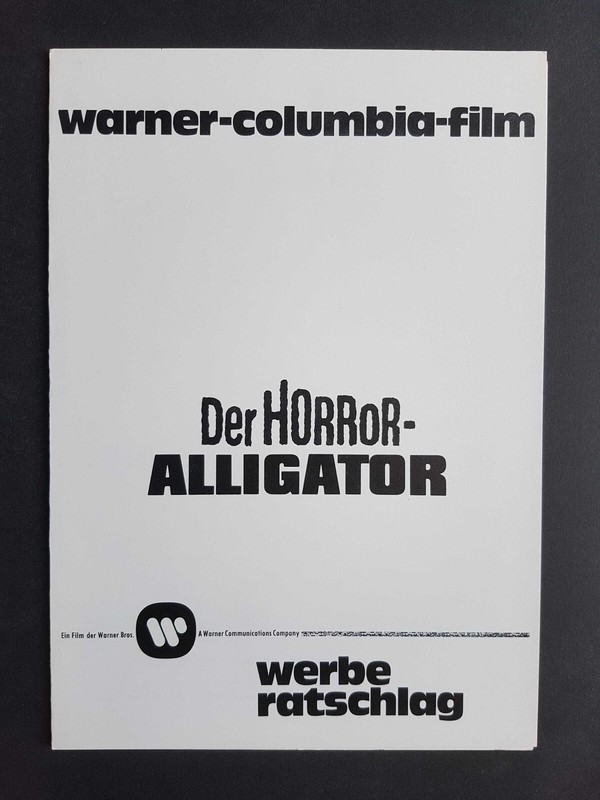 warner-columbia-film
Der HORROR-
ALLIGATOR
Ein Film der Warner Bros. W A Warner Communications Company
werbe
ratschlag